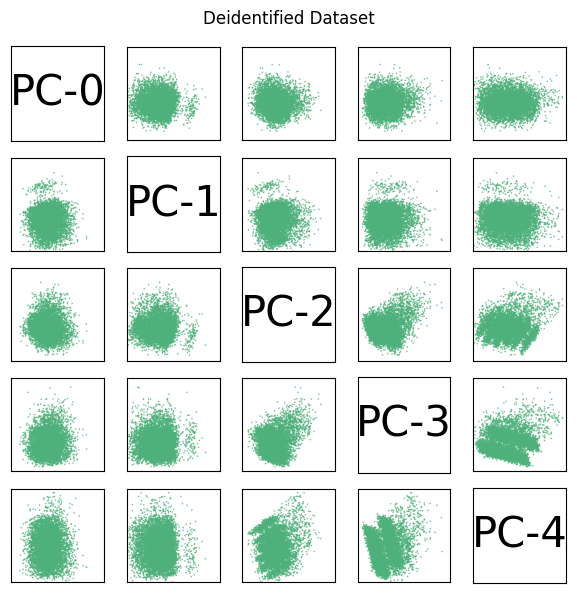 Deidentified Dataset
PC-0
PC-1
PC-2
PC-3
PC-4